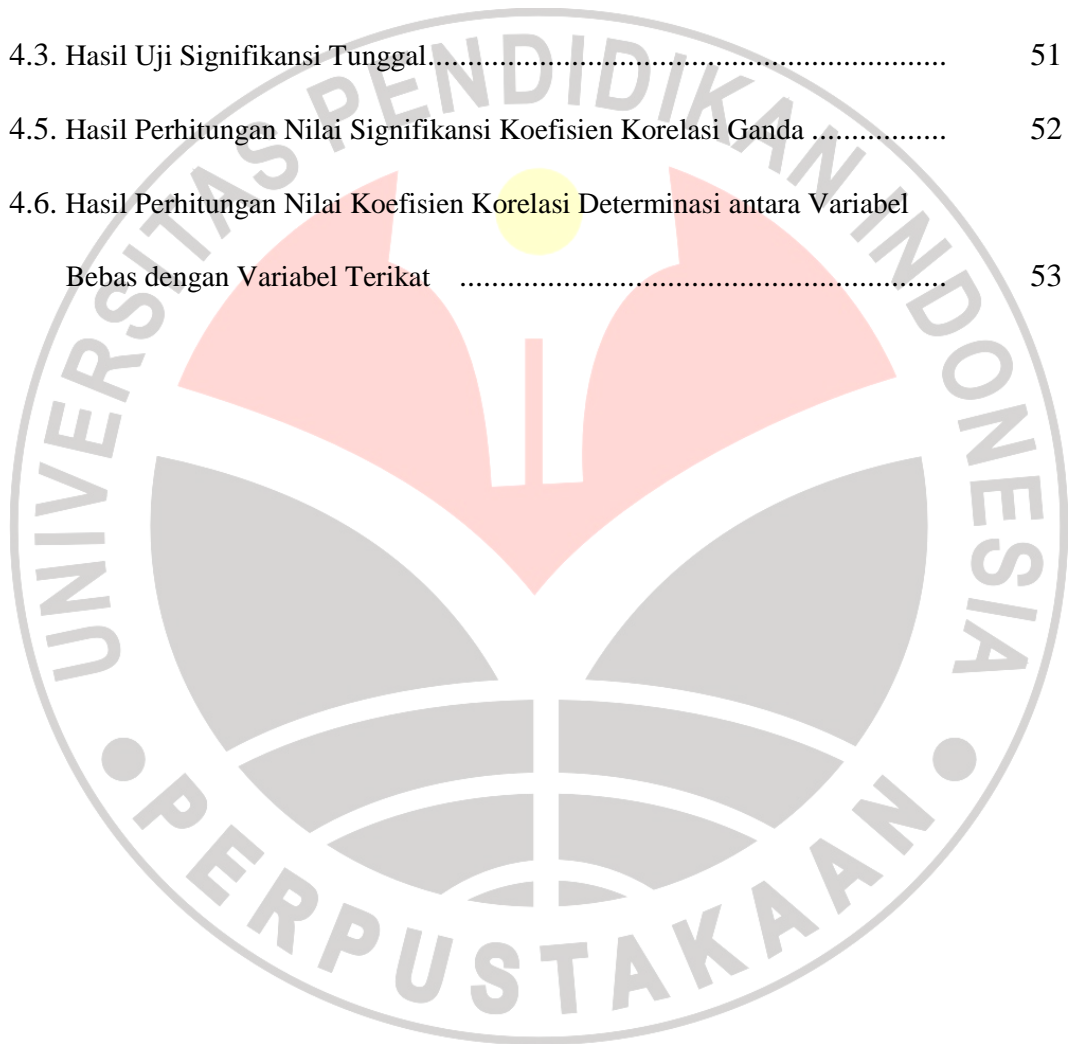 4.3. Hasil Uji Signifikansi Tunggal................................................................. 51
4.5. Hasil Perhitungan Nilai Signifikansi Koefisien Korelasi Ganda ................. 52
4.6. Hasil Perhitungan Nilai Koefisien Korelasi Determinasi antara Variabel
Bebas dengan Variabel Terikat ............................................................. 53
UNIVERSITAS PENDIDIKAN INDONESIA
PERPUSTAKAAN